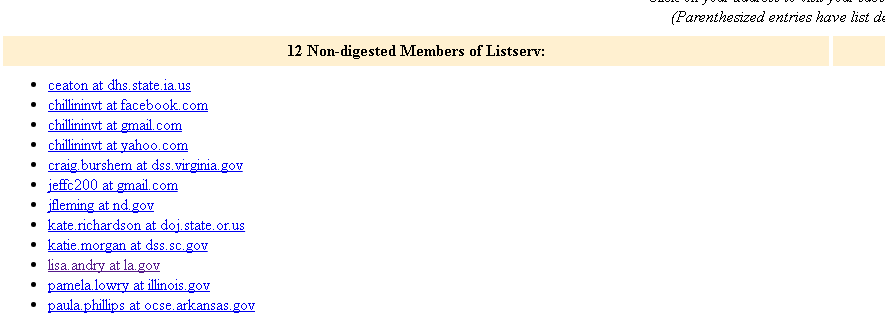 Click on your address to visit your
(Parenthesized entries have list de
12 Non-digested Members of Listserv:
ceaton at dhs.state.ia.us
chillininvt at facebook.com
chillininvt at gmail.com
chillininvt at yahoo.com
craig.burshem at dss.virginia.gov
jeffc200 at gmail.com
jfleming at nd.gov
kate.richardson at doj.state.or.us
katie.morgan at dss.sc.gov
lisa.andry at la.gov
pamela.lowry at illinois.gov
paula.phillips at ocse.arkansas.gov